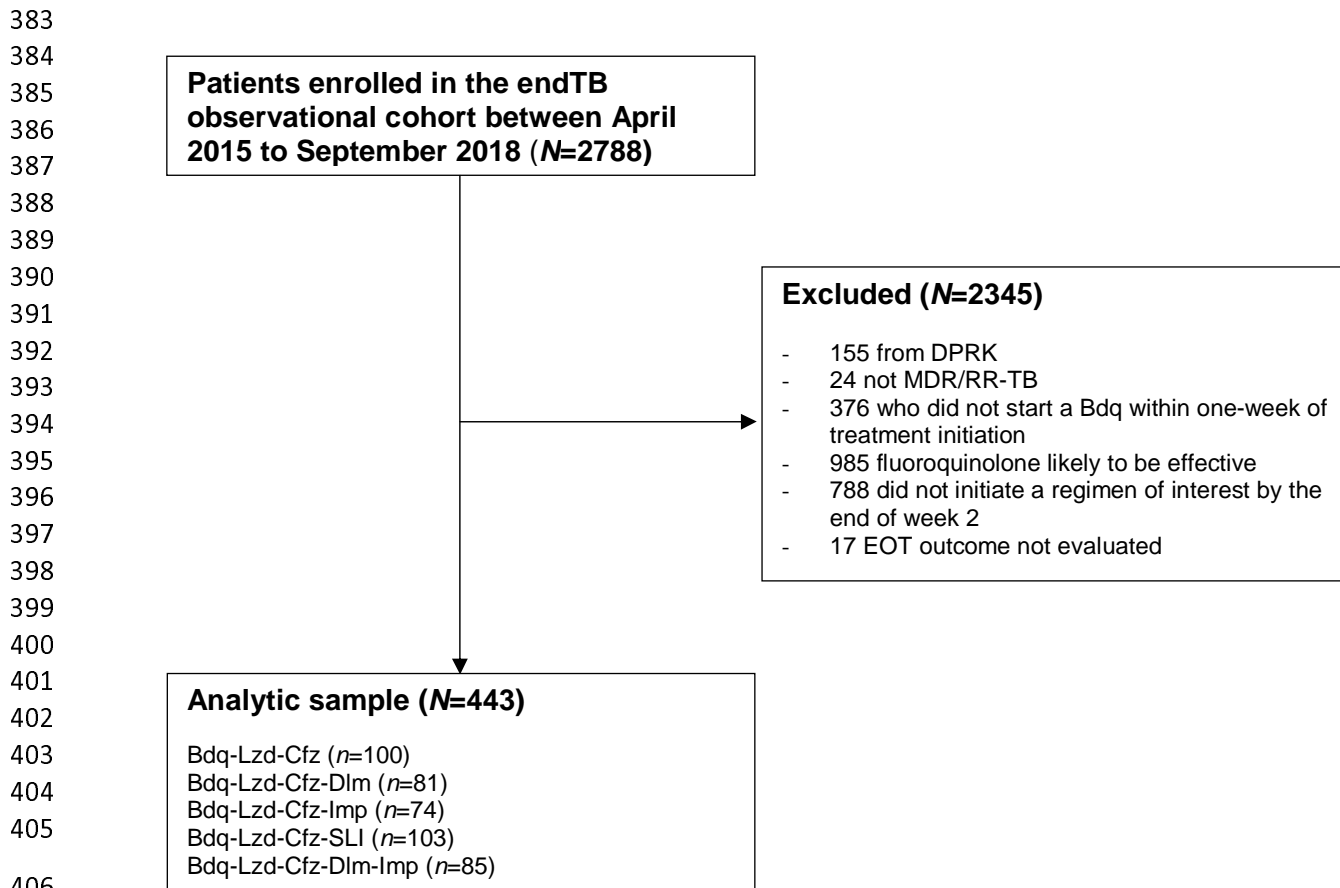 383
384
385
386
387
388
389
390
391
392
393
394
395
396
397
398
399
400
401
402
403
404
405
406
Patients enrolled in the endTB
observational cohort between April
2015 to September 2018 (N=2788)
Excluded (N=2345)
- 155 from DPRK
- 24 not MDR/RR-TB
- 376 who did not start a Bdq within one-week of
treatment initiation
- 985 fluoroquinolone likely to be effective
- 788 did not initiate a regimen of interest by the
end of week 2
- 17 EOT outcome not evaluated
Analytic sample (N=443)
Bdq-Lzd-Cfz (n=100)
Bdq-Lzd-Cfz-Dlm (n=81)
Bdq-Lzd-Cfz-Imp (n=74)
Bdq-Lzd-Cfz-SLI (n=103)
Bdq-Lzd-Cfz-Dlm-Imp (n=85)